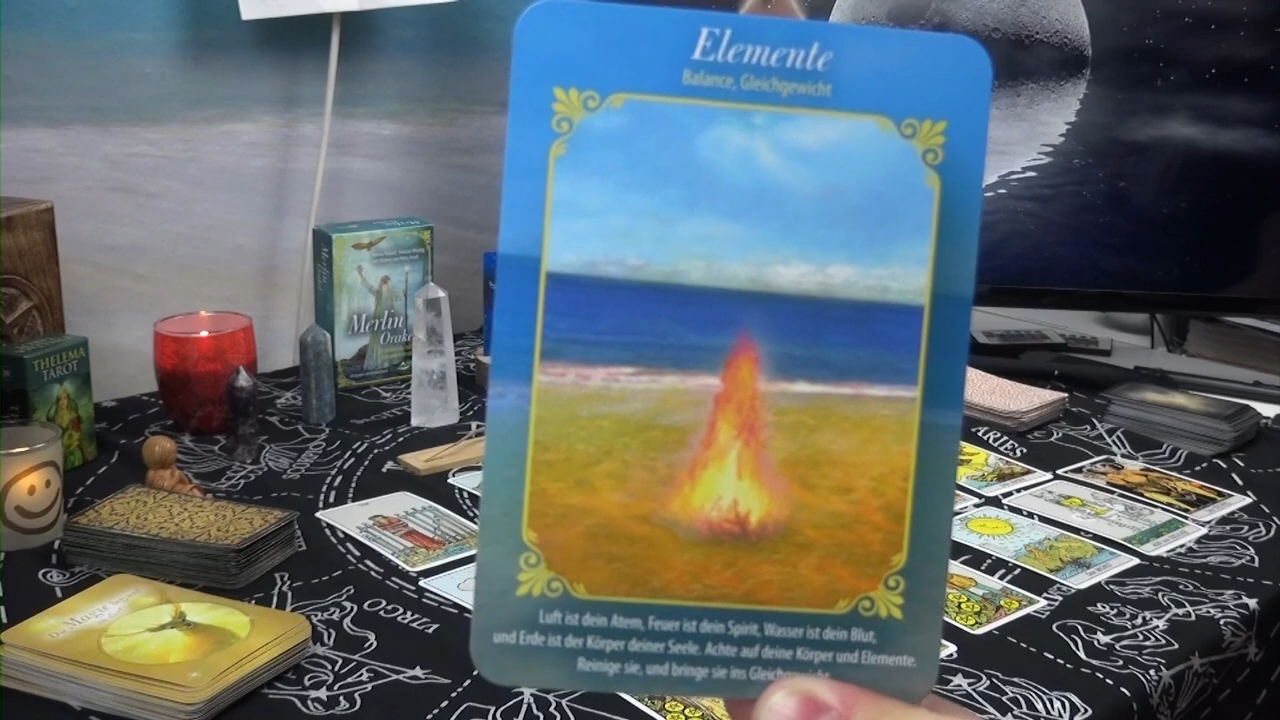 Elemente
Balance, Gleichgewicht
Luft ist dein Atem, Feuer ist dein Spirit, Wasser ist dein Blut,
und Erde ist der Körper deiner Seele. Achte auf deine Körper und Elemente.
Reinige sie, und bringe sie ins Gleichgewicht.
Merlin
Orakel
THELEMA
TAROT
Magic
VIRGO
ARIES